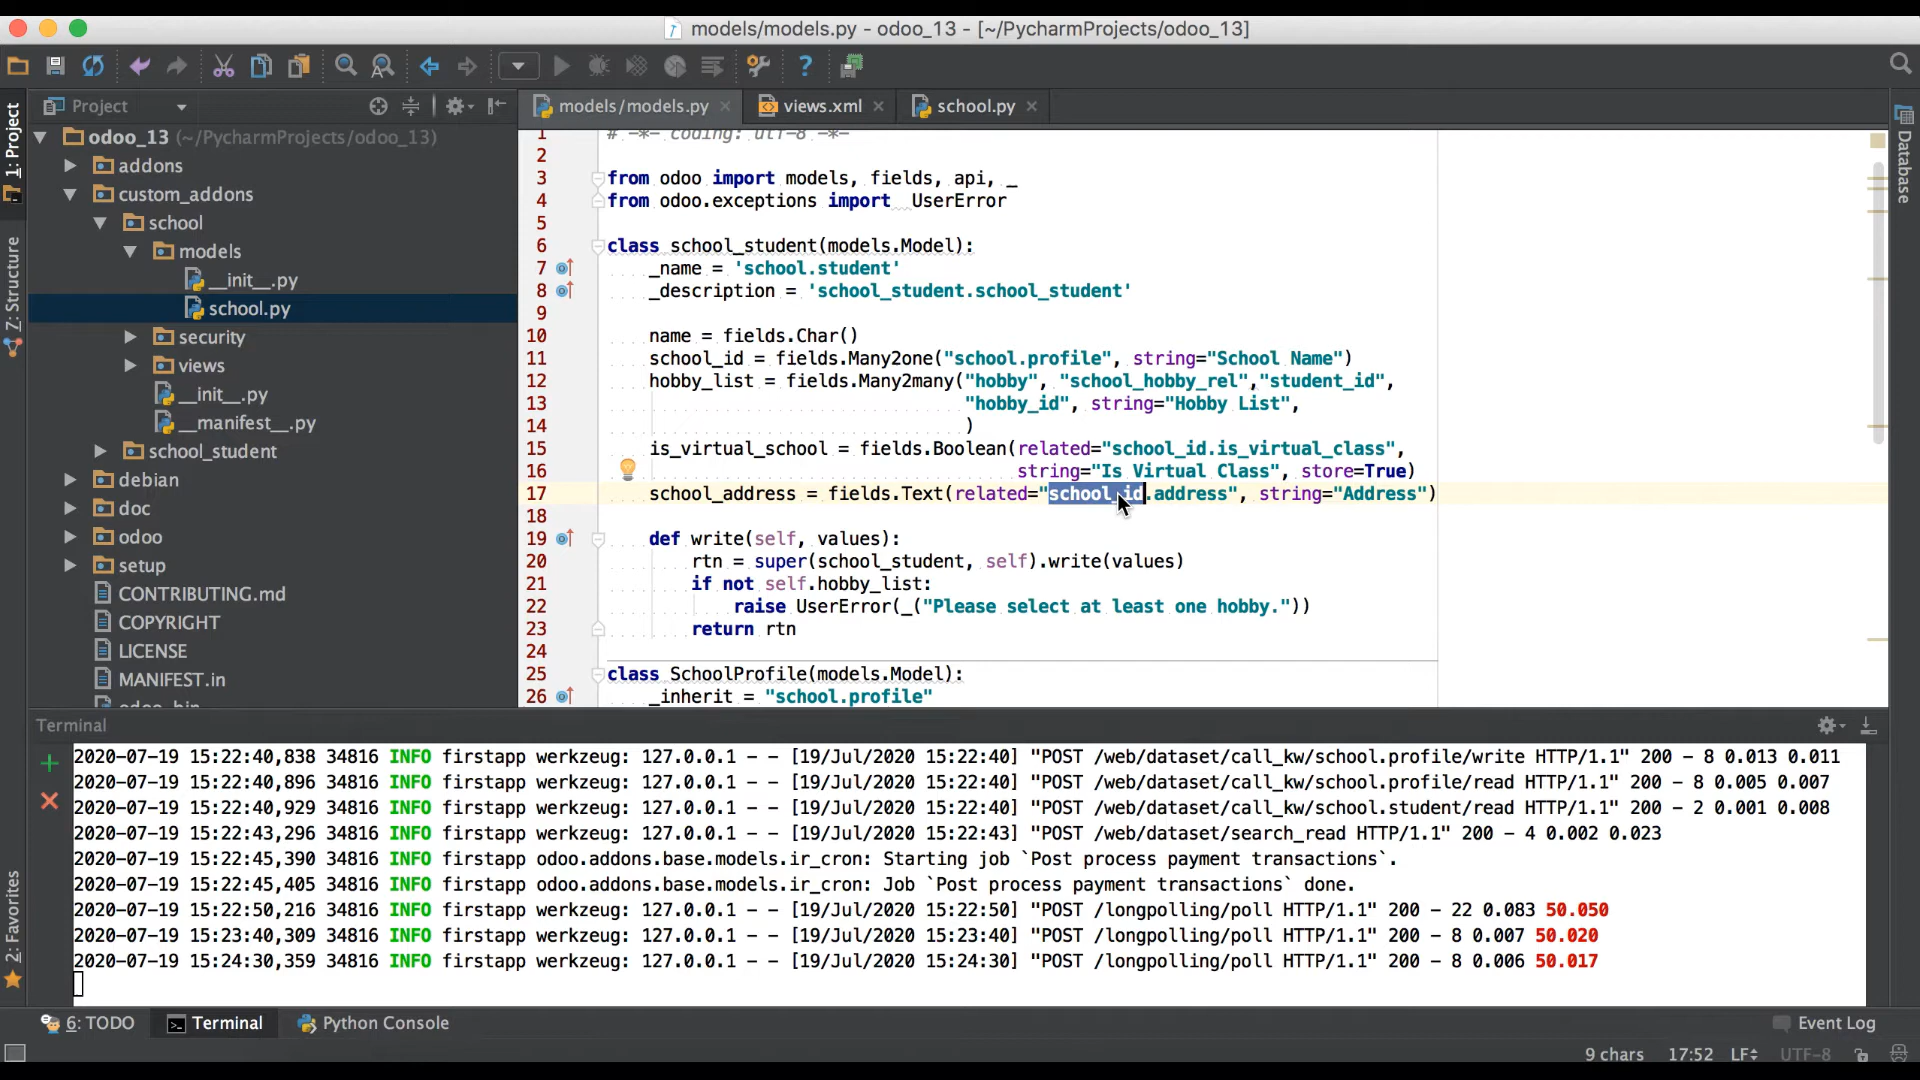 models/models.py - odoo_13 - [~/PycharmProjects/odoo_13]
Project
models/models.py
views.xml
school.py
1: Project
Z: Structure
2: Favorites
Database
odoo_13 (~/PycharmProjects/odoo_13)
addons
custom_addons
school
models
__init__.py
school.py
security
views
__init__.py
__manifest__.py
school_student
debian
doc
odoo
setup
CONTRIBUTING.md
COPYRIGHT
LICENSE
MANIFEST.in
1 # -*- coding: utf-8 -*-
2
3 from odoo import models, fields, api, _
4 from odoo.exceptions import  UserError
5
6 class school_student(models.Model):
7 _name = 'school.student'
8 _description = 'school_student.school_student'
9
10 name = fields.Char()
11 school_id = fields.Many2one("school.profile", string="School Name")
12 hobby_list = fields.Many2many("hobby", "school_hobby_rel","student_id",
13 "hobby_id", string="Hobby List",
14 )
15 is_virtual_school = fields.Boolean(related="school_id.is_virtual_class",
16 string="Is Virtual Class", store=True)
17 school_address = fields.Text(related="school_id.address", string="Address")
18
19 def write(self, values):
20 rtn = super(school_student, self).write(values)
21 if not self.hobby_list:
22 raise UserError(_("Please select at least one hobby."))
23 return rtn
24
25 class SchoolProfile(models.Model):
26 _inherit = "school.profile"
Terminal
2020-07-19 15:22:40,838 34816 INFO firstapp werkzeug: 127.0.0.1 - - [19/Jul/2020 15:22:40] "POST /web/dataset/call_kw/school.profile/write HTTP/1.1" 200 - 8 0.013 0.011
2020-07-19 15:22:40,896 34816 INFO firstapp werkzeug: 127.0.0.1 - - [19/Jul/2020 15:22:40] "POST /web/dataset/call_kw/school.profile/read HTTP/1.1" 200 - 8 0.005 0.007
2020-07-19 15:22:40,929 34816 INFO firstapp werkzeug: 127.0.0.1 - - [19/Jul/2020 15:22:40] "POST /web/dataset/call_kw/school.student/read HTTP/1.1" 200 - 2 0.001 0.008
2020-07-19 15:22:43,296 34816 INFO firstapp werkzeug: 127.0.0.1 - - [19/Jul/2020 15:22:43] "POST /web/dataset/search_read HTTP/1.1" 200 - 4 0.002 0.023
2020-07-19 15:22:45,390 34816 INFO firstapp odoo.addons.base.models.ir_cron: Starting job `Post process payment transactions`.
2020-07-19 15:22:45,405 34816 INFO firstapp odoo.addons.base.models.ir_cron: Job `Post process payment transactions` done.
2020-07-19 15:22:50,216 34816 INFO firstapp werkzeug: 127.0.0.1 - - [19/Jul/2020 15:22:50] "POST /longpolling/poll HTTP/1.1" 200 - 22 0.083 50.050
2020-07-19 15:23:40,309 34816 INFO firstapp werkzeug: 127.0.0.1 - - [19/Jul/2020 15:23:40] "POST /longpolling/poll HTTP/1.1" 200 - 8 0.007 50.020
2020-07-19 15:24:30,359 34816 INFO firstapp werkzeug: 127.0.0.1 - - [19/Jul/2020 15:24:30] "POST /longpolling/poll HTTP/1.1" 200 - 8 0.006 50.017
6: TODO
Terminal
Python Console
Event Log
9 chars
17:52
LF
UTF-8